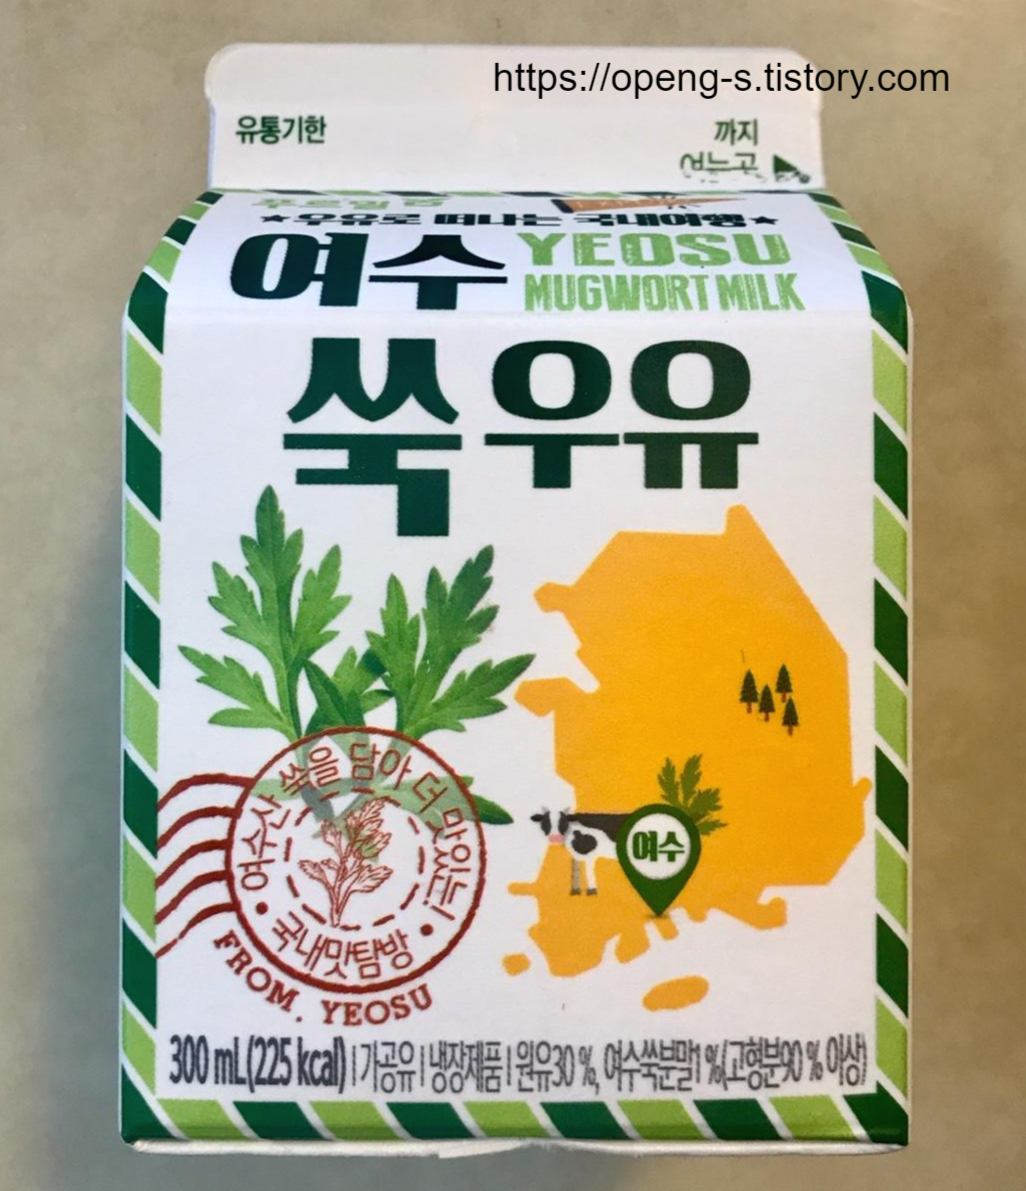 https://openg-s.tistory.com
유통기한
까지
여는곳
★우유로 떠나는 국내여행★
여수 YEOSU
MUGWORT MILK
쑥우유
여수산 쑥을 담아 더 맛있는!
• 국내맛탐방 •
FROM. YEOSU
여수
300 mL(225 kcal) | 가공유 | 냉장제품 | 원유30 %, 여수쑥분말1 %(고형분90 % 이상)